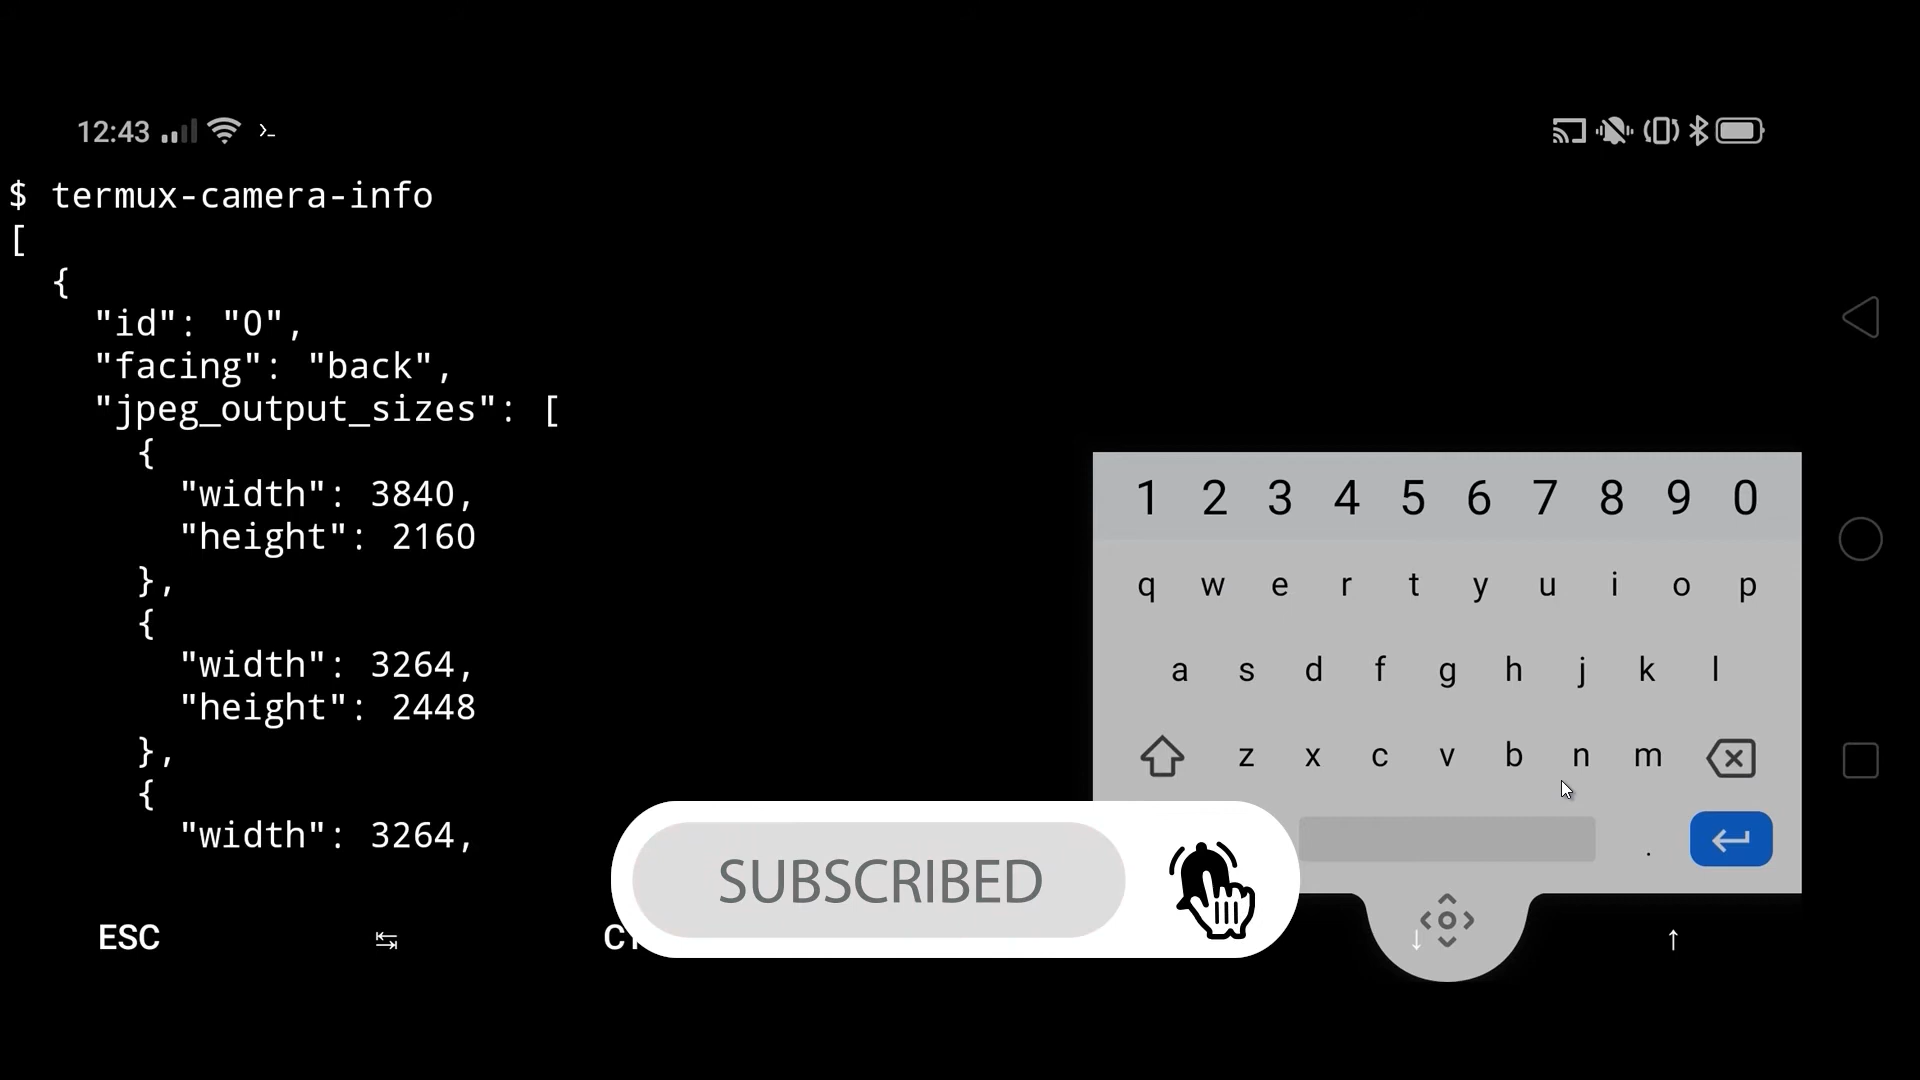 12:43
$ termux-camera-info
[
  {
    "id": "0",
    "facing": "back",
    "jpeg_output_sizes": [
      {
        "width": 3840,
        "height": 2160
      },
      {
        "width": 3264,
        "height": 2448
      },
      {
        "width": 3264,
1 2 3 4 5 6 7 8 9 0
q w e r t y u i o p
a s d f g h j k l
z x c v b n m
.
SUBSCRIBED
ESC ↹ ↓ ↑